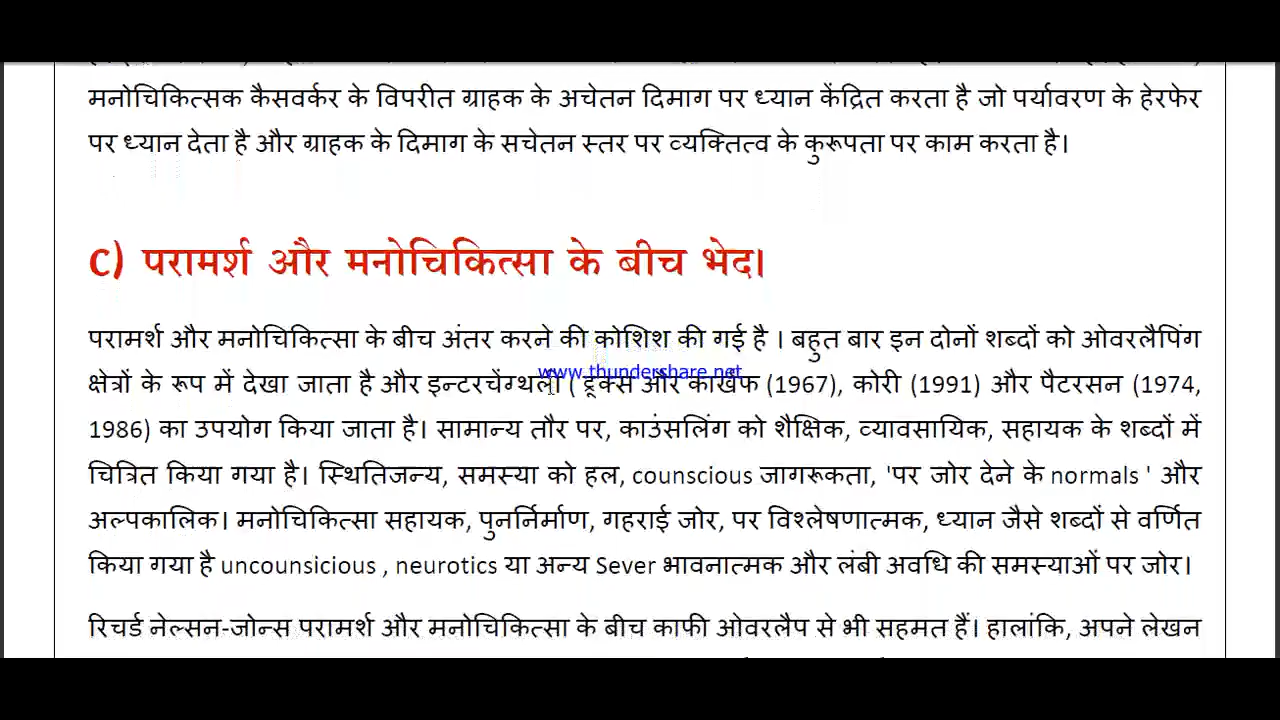 मनोचिकित्सक कैसवर्कर के विपरीत ग्राहक के अचेतन दिमाग पर ध्यान केंद्रित करता है जो पर्यावरण के हेरफेर
पर ध्यान देता है और ग्राहक के दिमाग के सचेतन स्तर पर व्यक्तित्व के कुरूपता पर काम करता है।
C) परामर्श और मनोचिकित्सा के बीच भेद।
परामर्श और मनोचिकित्सा के बीच अंतर करने की कोशिश की गई है । बहुत बार इन दोनों शब्दों को ओवरलैपिंग
www.thundershare.net
क्षेत्रों के रूप में देखा जाता है और इन्टरचेंग्थली ( ट्रूक्स और कार्खफ (1967), कोरी (1991) और पैटरसन (1974,
1986) का उपयोग किया जाता है। सामान्य तौर पर, काउंसलिंग को शैक्षिक, व्यावसायिक, सहायक के शब्दों में
चित्रित किया गया है। स्थितिजन्य, समस्या को हल, counscious जागरूकता, 'पर जोर देने के normals ' और
अल्पकालिक। मनोचिकित्सा सहायक, पुनर्निर्माण, गहराई जोर, पर विश्लेषणात्मक, ध्यान जैसे शब्दों से वर्णित
किया गया है uncounsicious , neurotics या अन्य Sever भावनात्मक और लंबी अवधि की समस्याओं पर जोर।
रिचर्ड नेल्सन-जोन्स परामर्श और मनोचिकित्सा के बीच काफी ओवरलैप से भी सहमत हैं। हालांकि, अपने लेखन